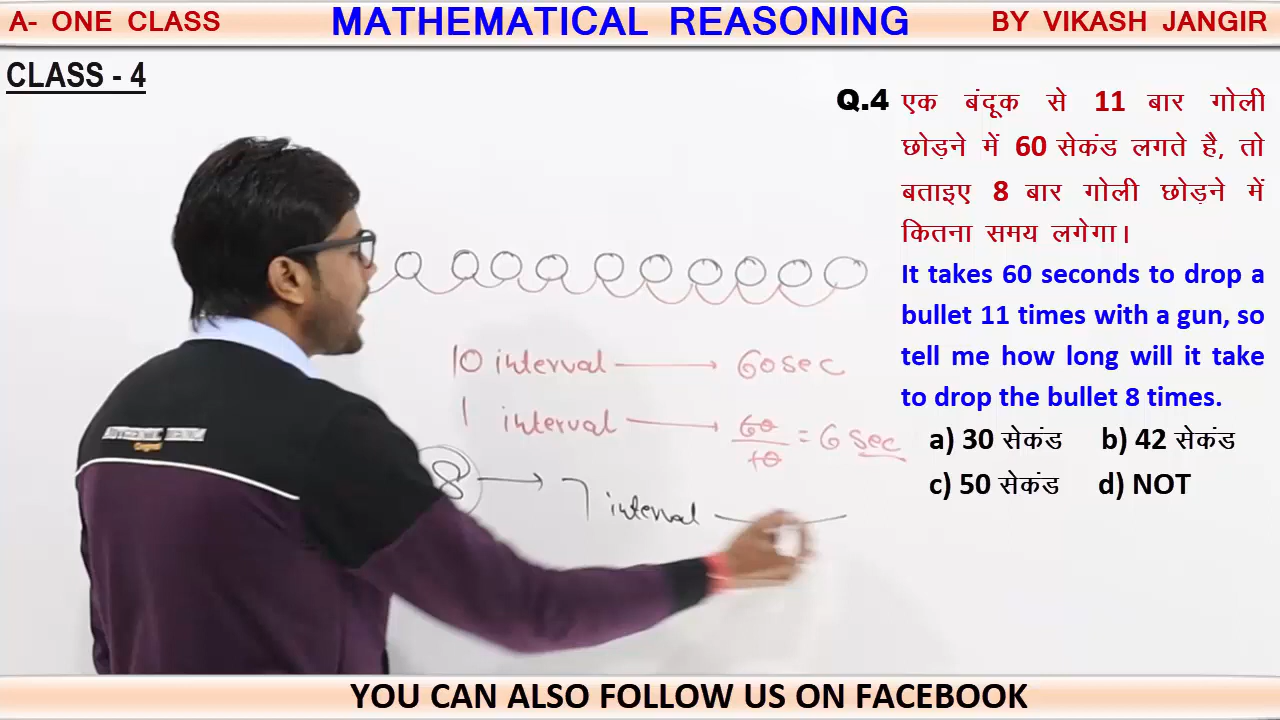 A- ONE CLASS
MATHEMATICAL REASONING
BY VIKASH JANGIR
CLASS - 4
Q.4 एक बंदूक से 11 बार गोली
छोड़ने में 60 सेकंड लगते है, तो
बताइए 8 बार गोली छोड़ने में
कितना समय लगेगा।
It takes 60 seconds to drop a
bullet 11 times with a gun, so
tell me how long will it take
to drop the bullet 8 times.
a) 30 सेकंड b) 42 सेकंड
c) 50 सेकंड d) NOT
10 interval → 60 sec
1 interval → 60/10 = 6 sec
8 → 7 interval
YOU CAN ALSO FOLLOW US ON FACEBOOK